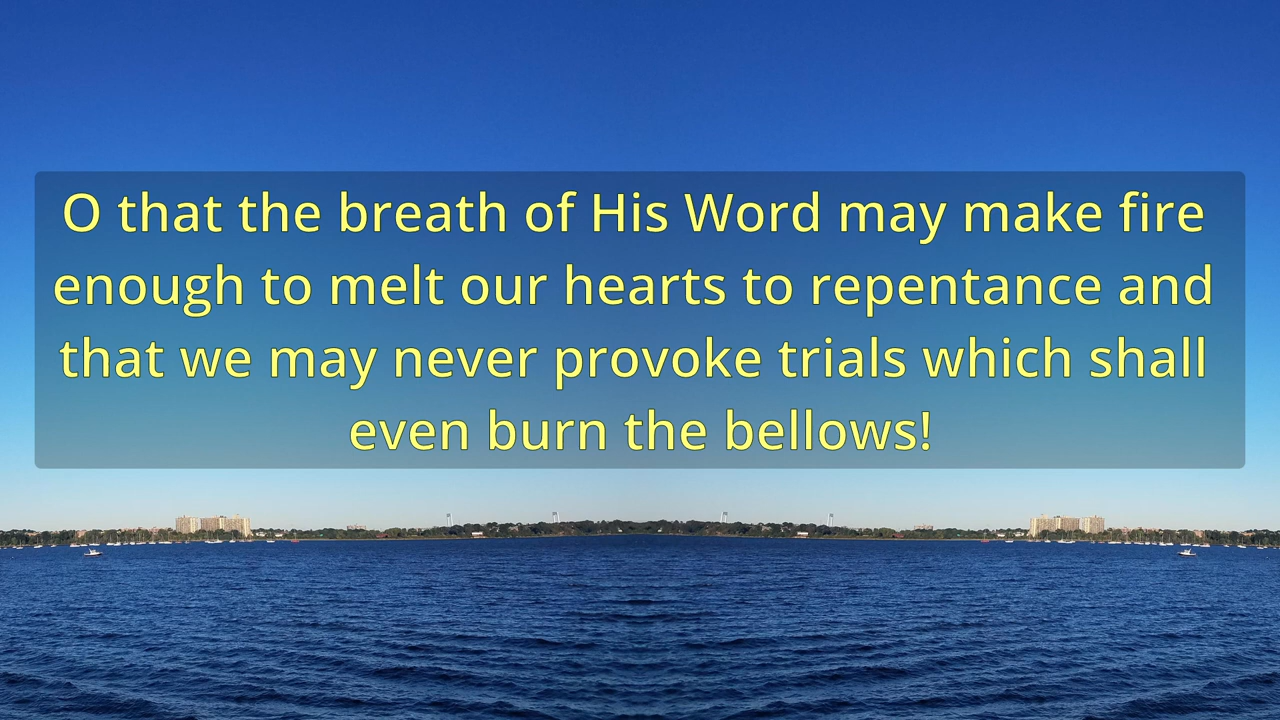 O that the breath of His Word may make fire
enough to melt our hearts to repentance and
that we may never provoke trials which shall
even burn the bellows!